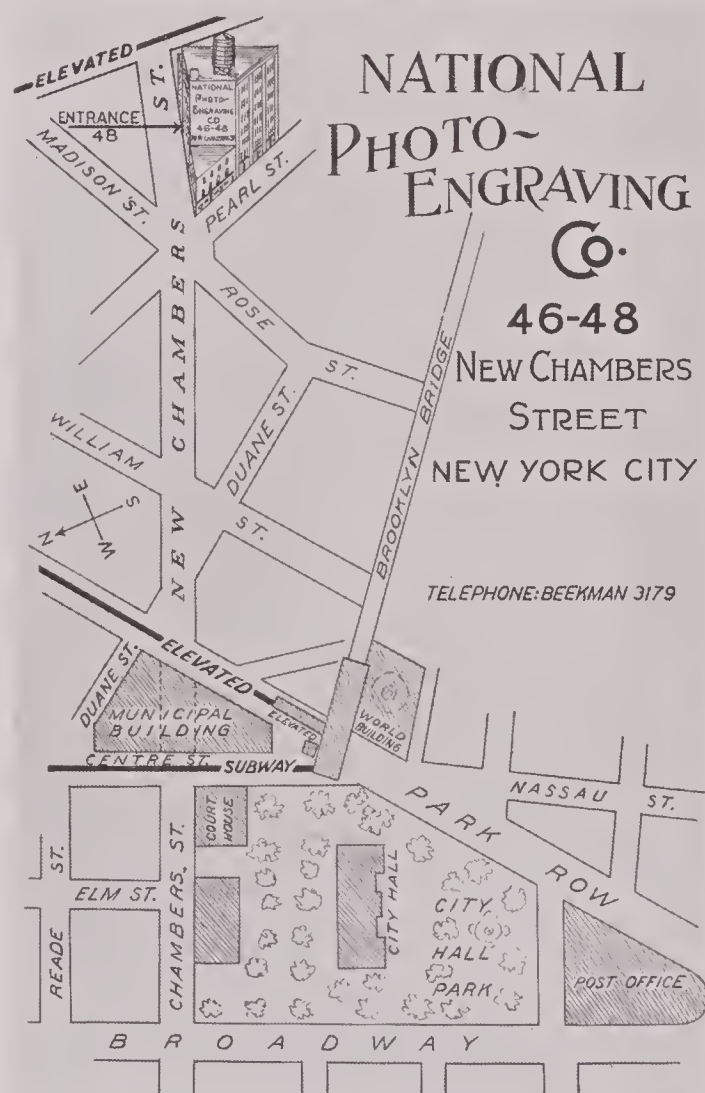 NATIONAL
PHOTO~
ENGRAVING
Co.
46-48
NEW CHAMBERS
STREET
NEW YORK CITY
TELEPHONE: BEEKMAN 3179
ELEVATED
ST.
NATIONAL
PHOTO-
ENGRAVING
CO
46-48
ENTRANCE
48
MADISON ST.
PEARL ST.
NEW CHAMBERS
ROSE
ST.
DUANE ST.
WILLIAM
ST.
BROOKLYN BRIDGE
S
E
N
W
DUANE ST.
ELEVATED
ELEVATED
WORLD
BUILDING
MUNICIPAL
BUILDING
CENTRE ST.
SUBWAY
PARK ROW
NASSAU ST.
COURT
HOUSE
CHAMBERS. ST.
READE ST.
ELM ST.
CITY HALL
CITY
HALL
PARK
POST OFFICE
BROADWAY